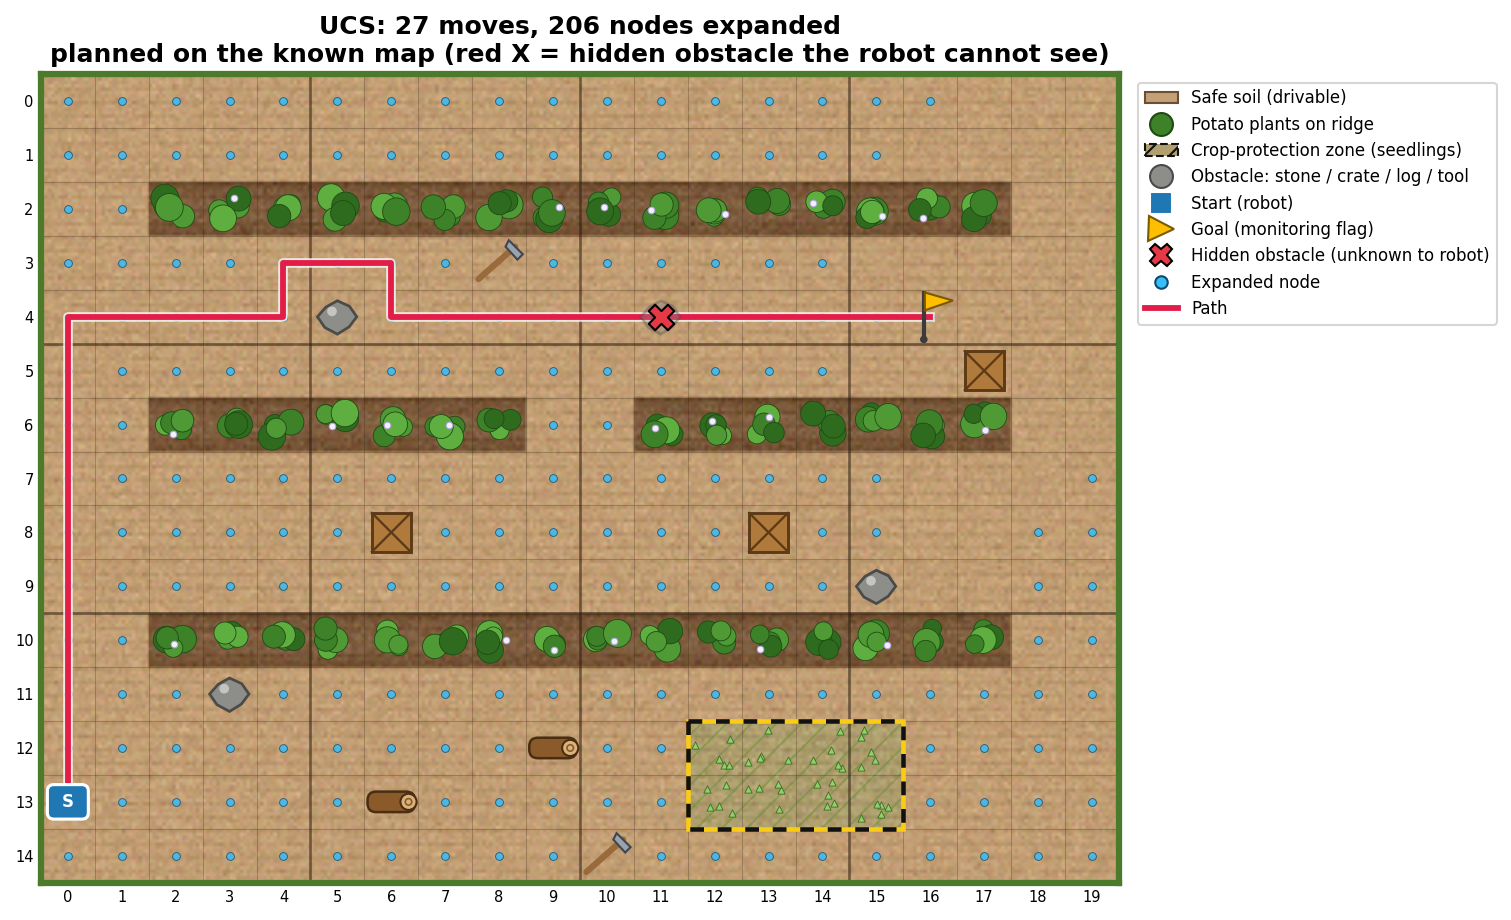 UCS: 27 moves, 206 nodes expanded
planned on the known map (red X = hidden obstacle the robot cannot see)
0
1
2
3
4
5
6
7
8
9
10
11
12
13
14
S
0 1 2 3 4 5 6 7 8 9 10 11 12 13 14 15 16 17 18 19
Safe soil (drivable)
Potato plants on ridge
Crop-protection zone (seedlings)
Obstacle: stone / crate / log / tool
Start (robot)
Goal (monitoring flag)
Hidden obstacle (unknown to robot)
Expanded node
Path